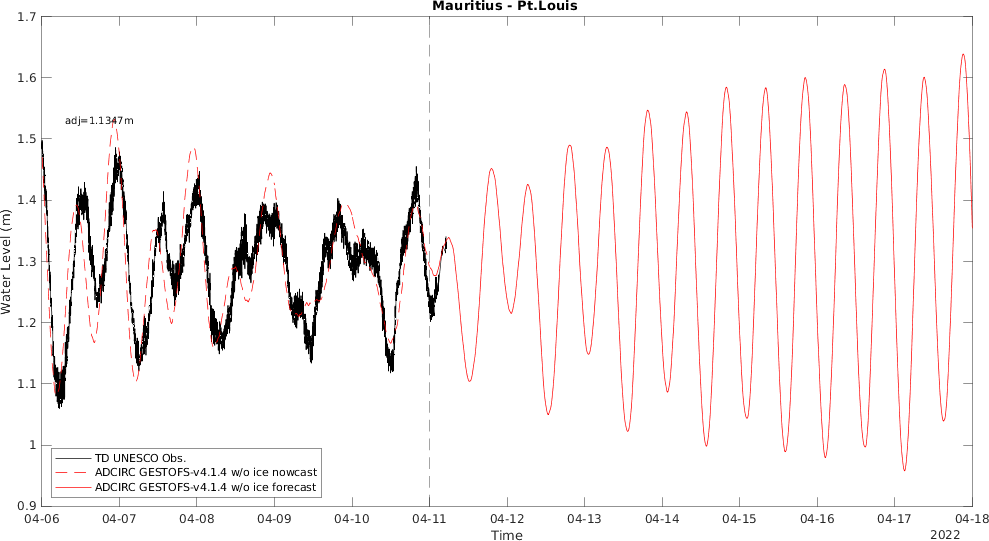 Mauritius - Pt.Louis
1.7
1.6
1.5
1.4
1.3
1.2
1.1
1
0.9
Water Level (m)
adj=1.1347m
TD UNESCO Obs.
ADCIRC GESTOFS-v4.1.4 w/o ice nowcast
ADCIRC GESTOFS-v4.1.4 w/o ice forecast
04-06 04-07 04-08 04-09 04-10 04-11 04-12 04-13 04-14 04-15 04-16 04-17 04-18
Time
2022